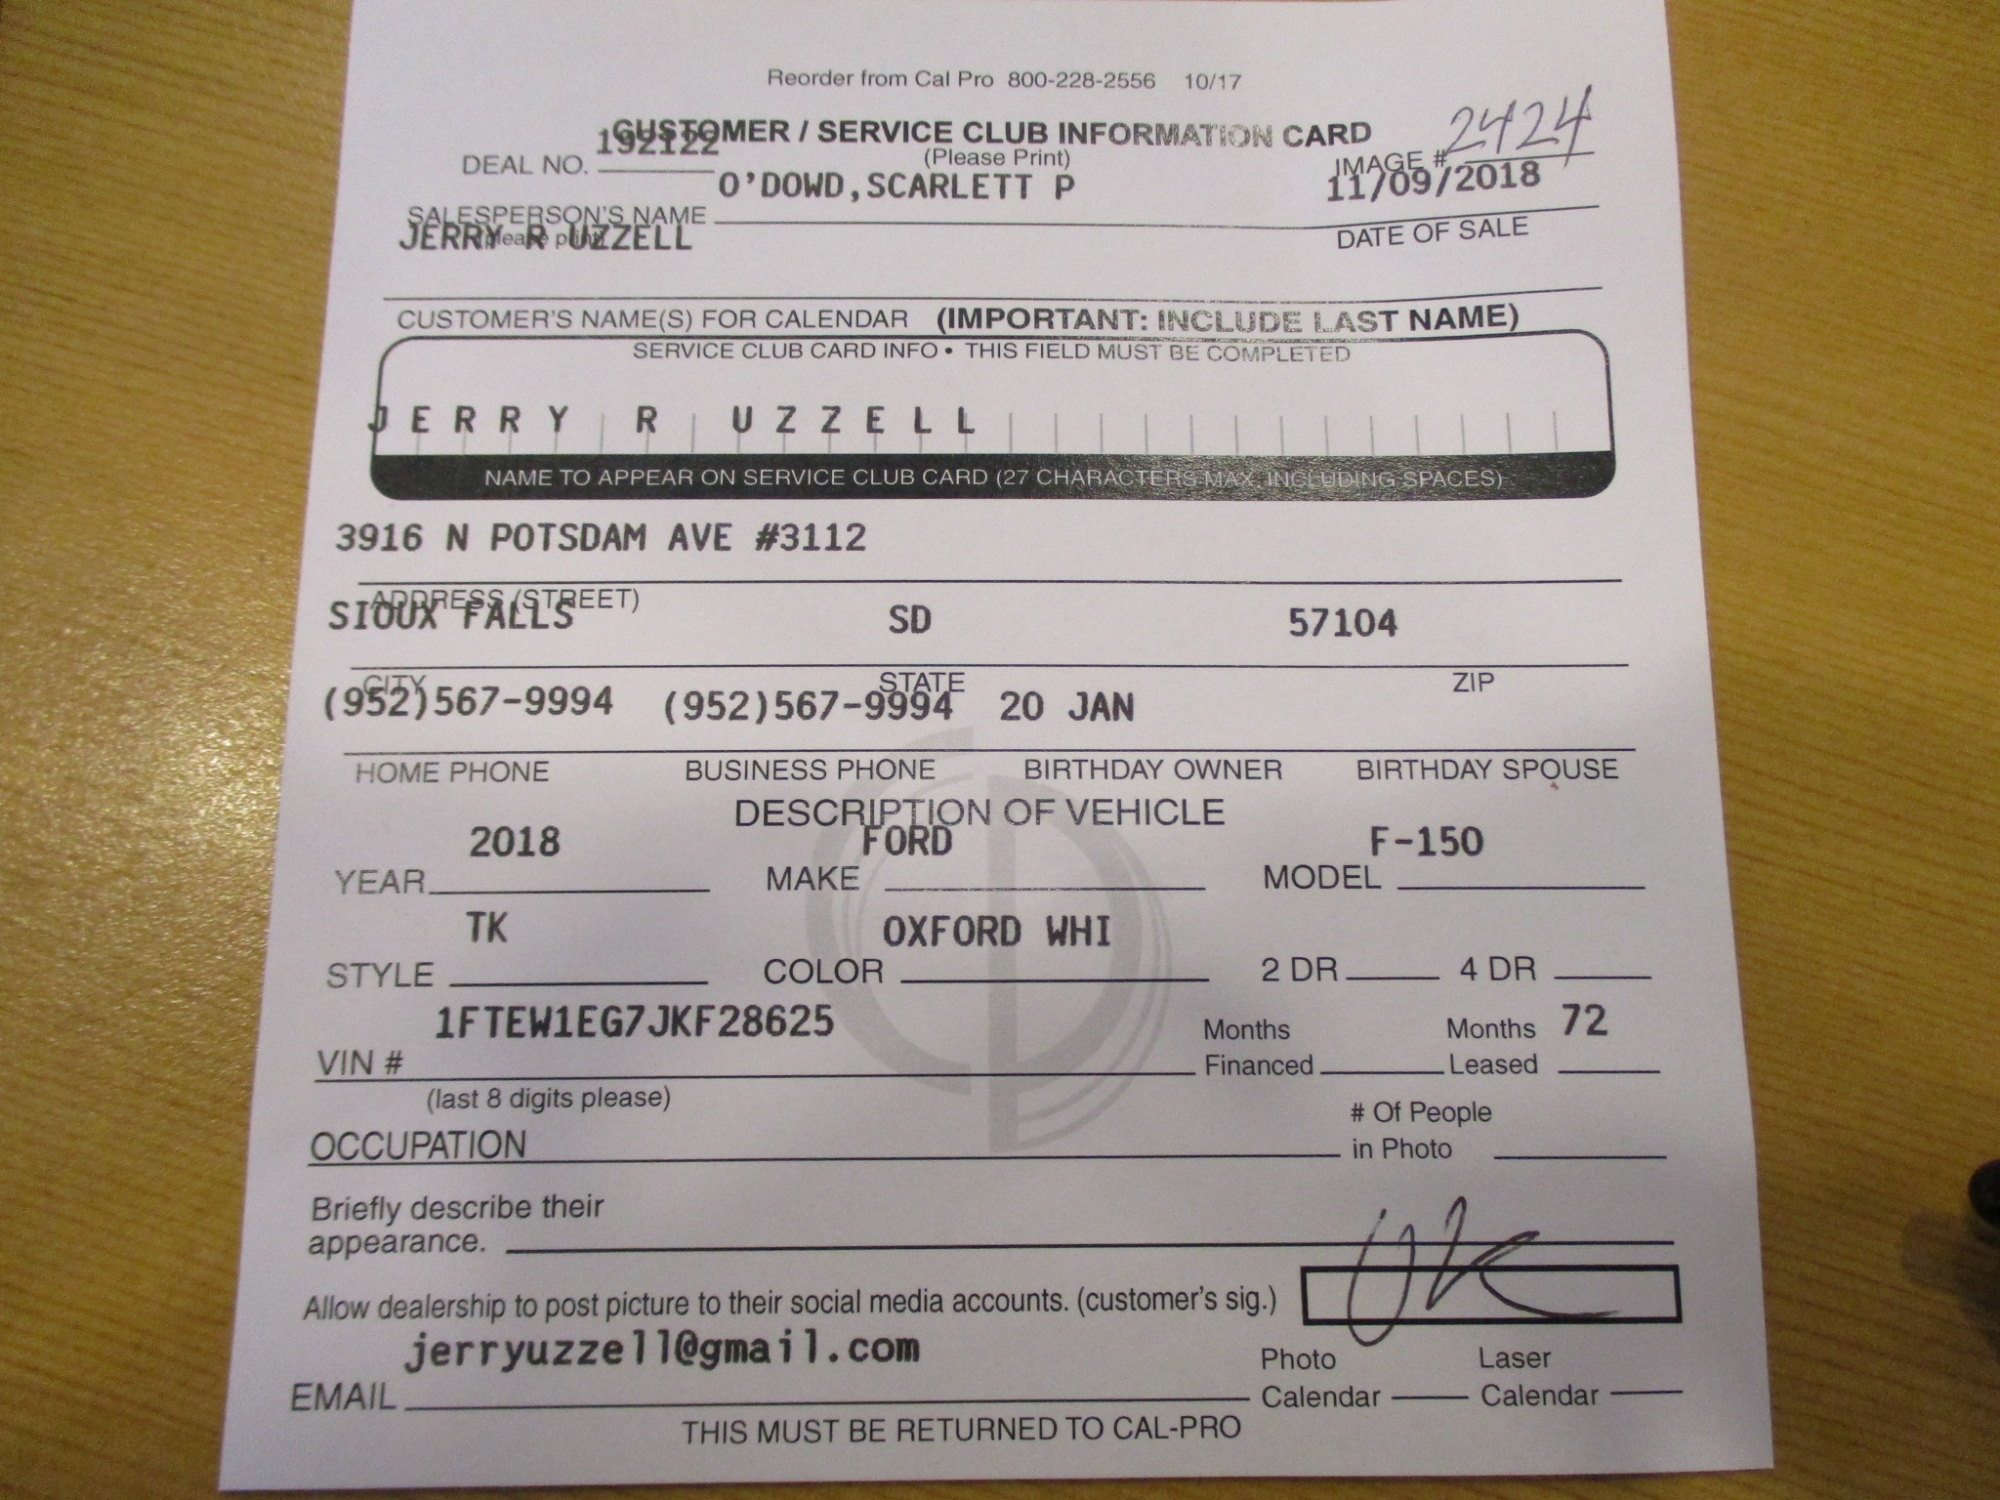 Reorder from Cal Pro 800-228-2556 10/17
CUSTOMER / SERVICE CLUB INFORMATION CARD
(Please Print)
DEAL NO. 192122
IMAGE # 2424
O'DOWD,SCARLETT P 11/09/2018
SALESPERSON'S NAME DATE OF SALE
(please print)
JERRY R UZZELL
CUSTOMER'S NAME(S) FOR CALENDAR (IMPORTANT: INCLUDE LAST NAME)
SERVICE CLUB CARD INFO • THIS FIELD MUST BE COMPLETED
JERRY R UZZELL
NAME TO APPEAR ON SERVICE CLUB CARD (27 CHARACTERS MAX, INCLUDING SPACES)
3916 N POTSDAM AVE #3112
ADDRESS (STREET)
SIOUX FALLS SD 57104
CITY STATE ZIP
(952)567-9994 (952)567-9994 20 JAN
HOME PHONE BUSINESS PHONE BIRTHDAY OWNER BIRTHDAY SPOUSE
DESCRIPTION OF VEHICLE
2018 FORD F-150
YEAR MAKE MODEL
TK OXFORD WHI
STYLE COLOR 2 DR 4 DR
1FTEW1EG7JKF28625 Months Months 72
VIN # Financed Leased
(last 8 digits please)
# Of People
OCCUPATION in Photo
Briefly describe their
appearance.
Allow dealership to post picture to their social media accounts. (customer's sig.)
jerryuzzell@gmail.com Photo Laser
EMAIL Calendar Calendar
THIS MUST BE RETURNED TO CAL-PRO